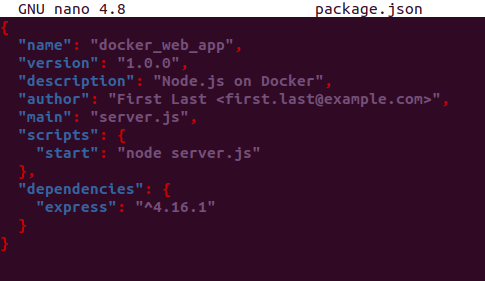 GNU nano 4.8 package.json
{
  "name": "docker_web_app",
  "version": "1.0.0",
  "description": "Node.js on Docker",
  "author": "First Last <first.last@example.com>",
  "main": "server.js",
  "scripts": {
    "start": "node server.js"
  },
  "dependencies": {
    "express": "^4.16.1"
  }
}